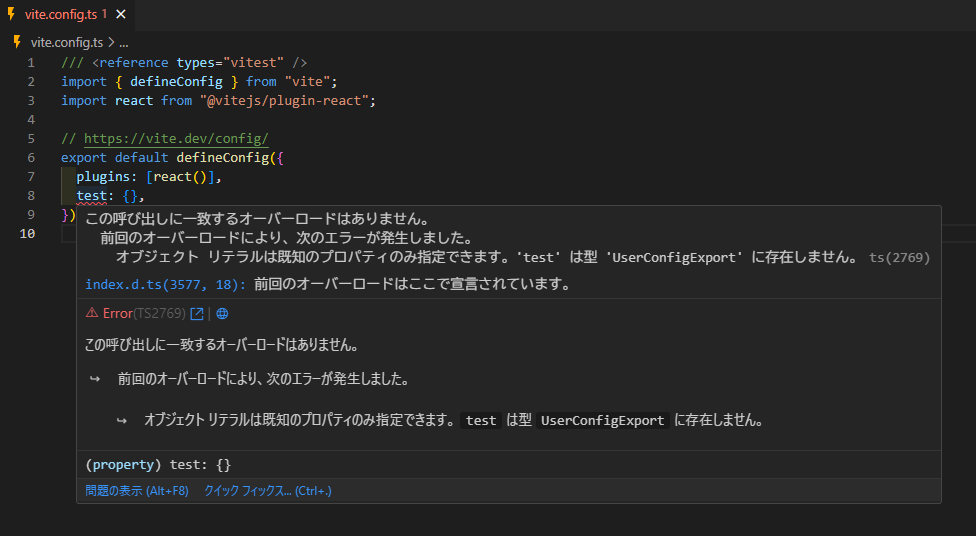 vite.config.ts 1 ×
vite.config.ts > ...
1 /// <reference types="vitest" />
2 import { defineConfig } from "vite";
3 import react from "@vitejs/plugin-react";
4
5 // https://vite.dev/config/
6 export default defineConfig({
7 plugins: [react()],
8 test: {},
9 })
10
この呼び出しに一致するオーバーロードはありません。
前回のオーバーロードにより、次のエラーが発生しました。
オブジェクト リテラルは既知のプロパティのみ指定できます。'test' は型 'UserConfigExport' に存在しません。 ts(2769)
index.d.ts(3577, 18): 前回のオーバーロードはここで宣言されています。
⚠ Error(TS2769) | 
この呼び出しに一致するオーバーロードはありません。
↪ 前回のオーバーロードにより、次のエラーが発生しました。
↪ オブジェクト リテラルは既知のプロパティのみ指定できます。 test は型 UserConfigExport に存在しません。
(property) test: {}
問題の表示 (Alt+F8) クイック フィックス... (Ctrl+.)